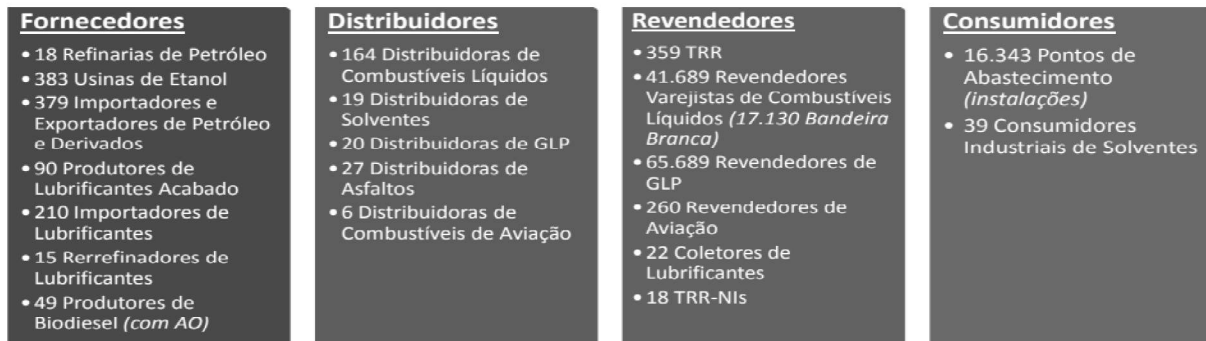 Fornecedores
• 18 Refinarias de Petróleo
• 383 Usinas de Etanol
• 379 Importadores e
Exportadores de Petróleo
e Derivados
• 90 Produtores de
Lubrificantes Acabado
• 210 Importadores de
Lubrificantes
• 15 Rerrefinadores de
Lubrificantes
• 49 Produtores de
Biodiesel (com AO)
Distribuidores
• 164 Distribuidoras de
Combustíveis Líquidos
• 19 Distribuidoras de
Solventes
• 20 Distribuidoras de GLP
• 27 Distribuidoras de
Asfaltos
• 6 Distribuidoras de
Combustíveis de Aviação
Revendedores
• 359 TRR
• 41.689 Revendedores
Varejistas de Combustíveis
Líquidos (17.130 Bandeira
Branca)
• 65.689 Revendedores de
GLP
• 260 Revendedores de
Aviação
• 22 Coletores de
Lubrificantes
• 18 TRR-NIs
Consumidores
• 16.343 Pontos de
Abastecimento
(instalações)
• 39 Consumidores
Industriais de Solventes